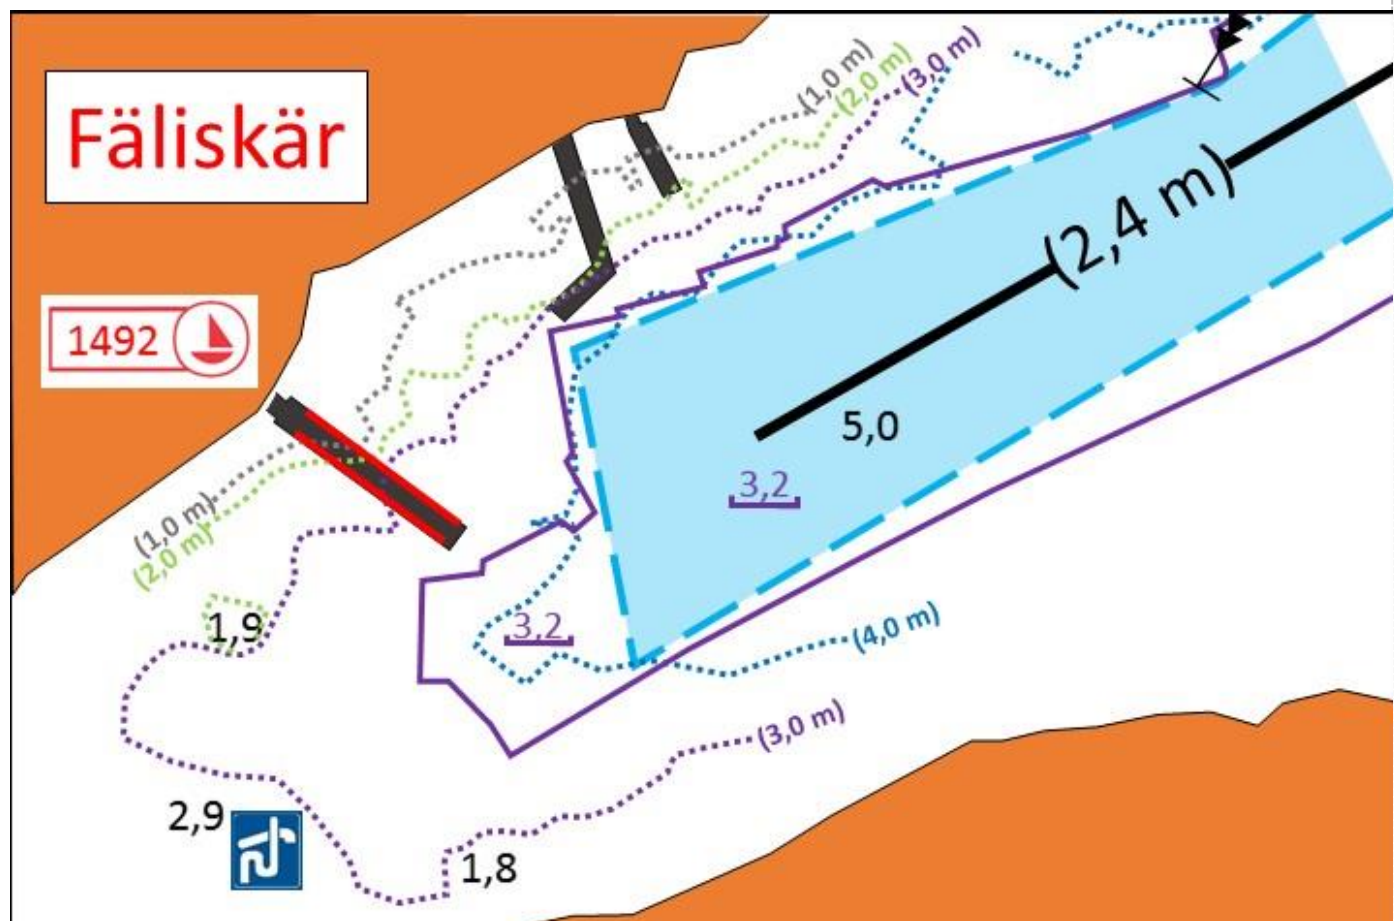 (1,0 m)
(2,0 m)
(3,0 m)
Fäliskär
(2,4 m)
1492
5,0
3,2
(1,0 m)
(2,0 m)
1,9
3,2
(4,0 m)
(3,0 m)
2,9
1,8